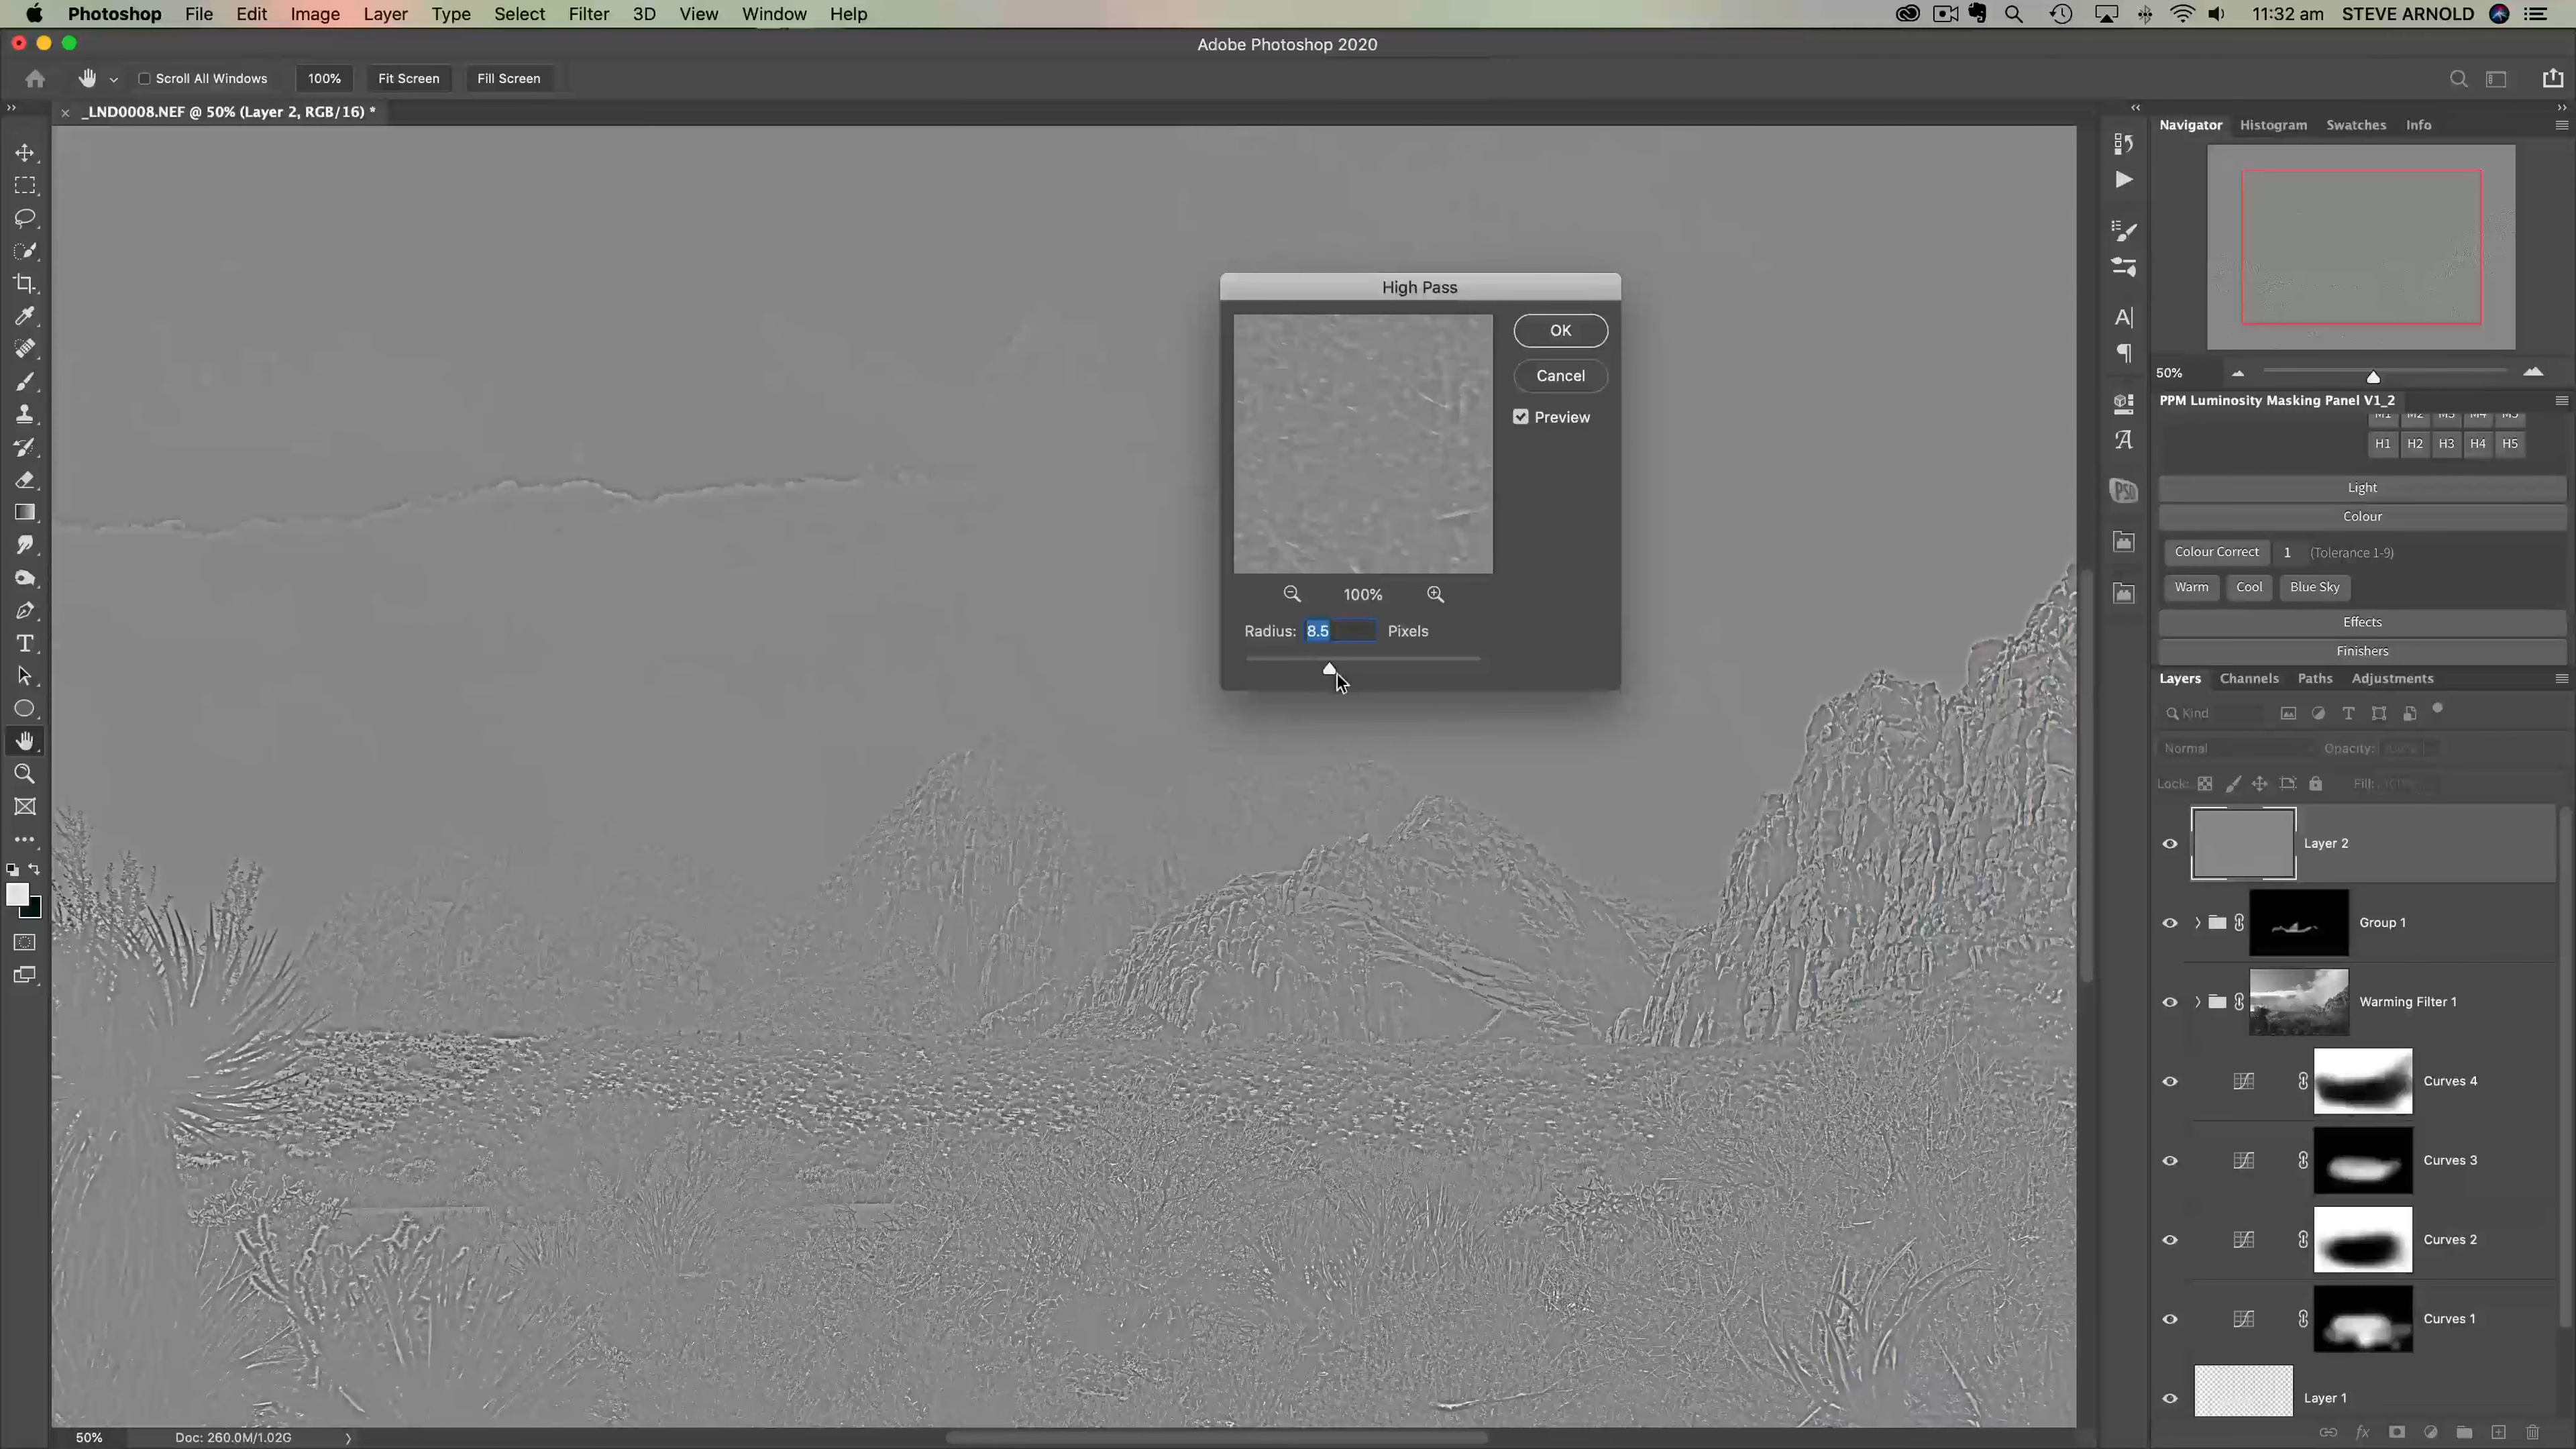 Photoshop File Edit Image Layer Type Select Filter 3D View Window Help 11:32 am STEVE ARNOLD
Adobe Photoshop 2020
Scroll All Windows 100% Fit Screen Fill Screen
_LND0008.NEF @ 50% (Layer 2, RGB/16) *
Navigator Histogram Swatches Info
50%
PPM Luminosity Masking Panel V1_2
M1 M2 M3 M4 M5
H1 H2 H3 H4 H5
Light
Colour
Colour Correct 1 (Tolerance 1-9)
Warm Cool Blue Sky
Effects
Finishers
High Pass
OK
Cancel
Preview
100%
Radius: 8.5 Pixels
Layers Channels Paths Adjustments
Kind
Normal Opacity:
Lock: Fill:
Layer 2
Group 1
Warming Filter 1
Curves 4
Curves 3
Curves 2
Curves 1
Layer 1
50% Doc: 260.0M/1.02G